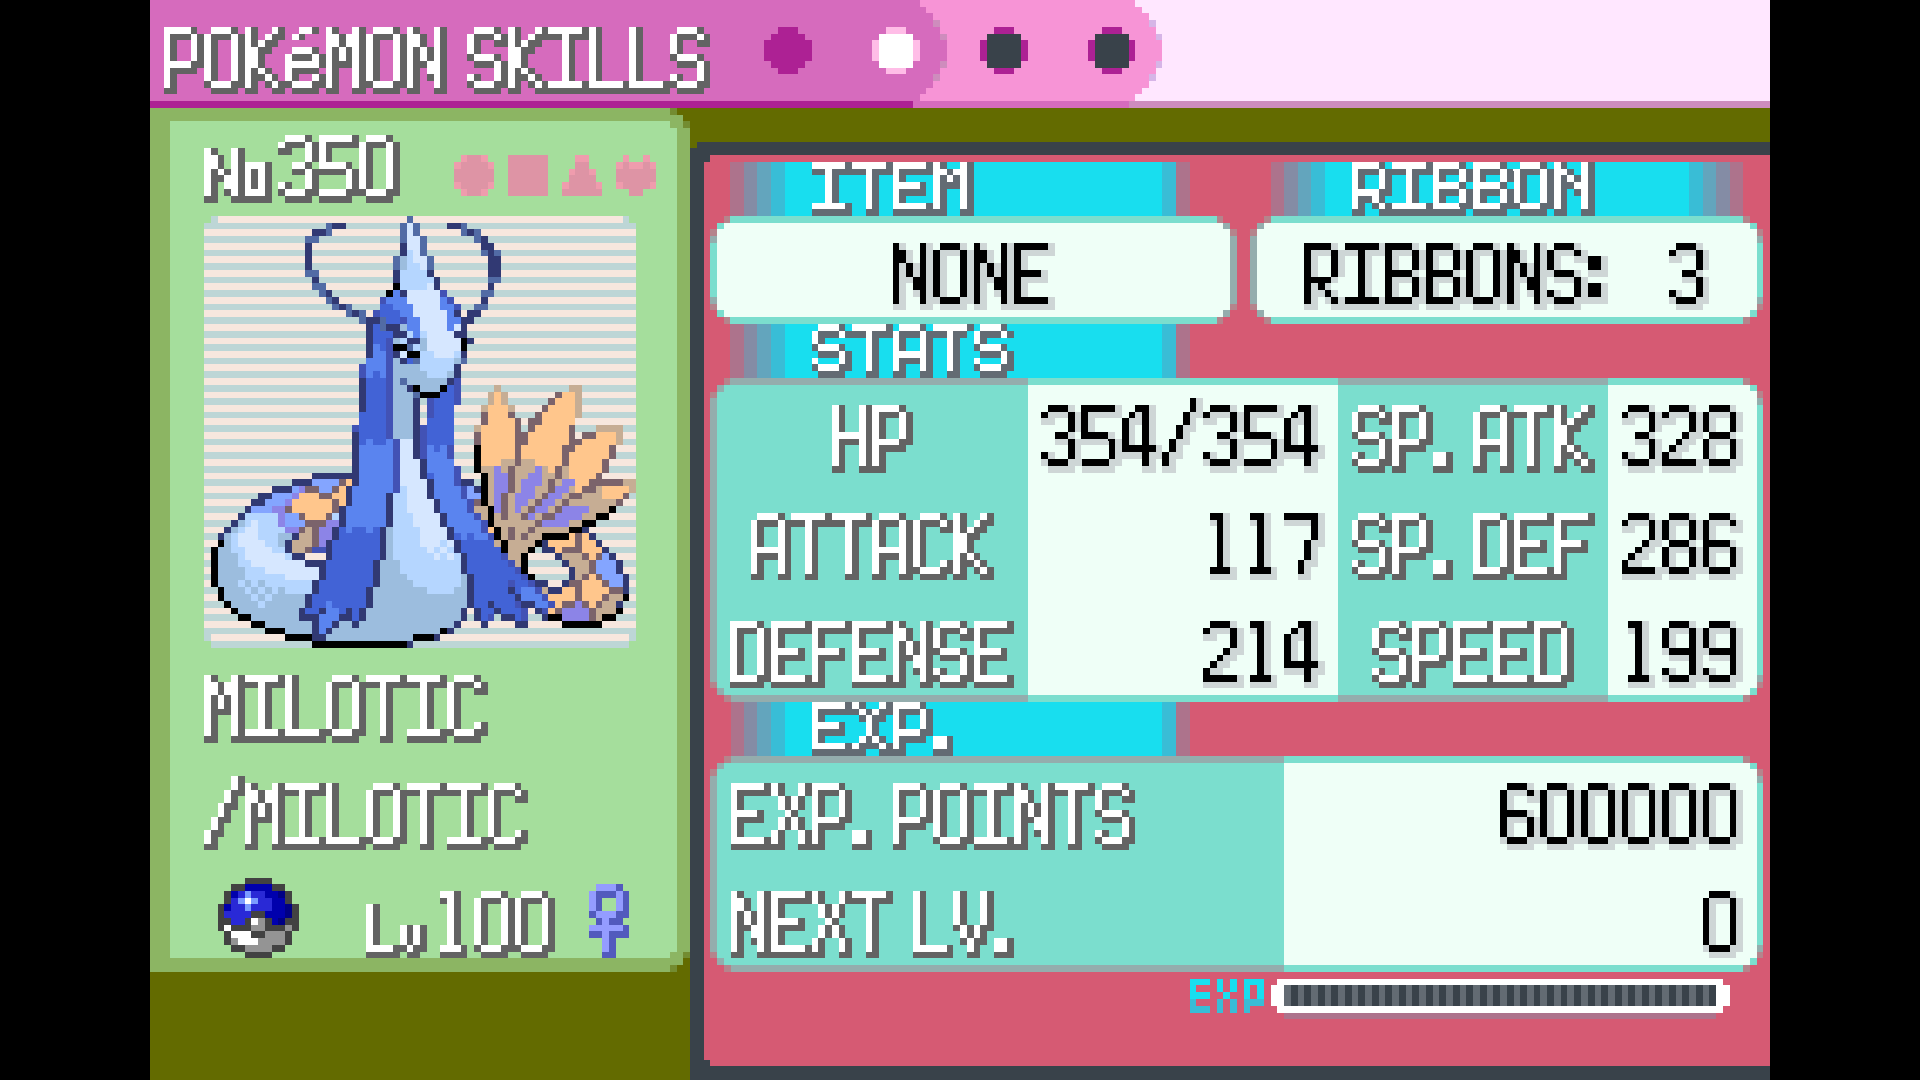 POKéMON SKILLS
No350
ITEM
RIBBON
NONE
RIBBONS: 3
STATS
HP 354/354 SP. ATK 328
ATTACK 117 SP. DEF 286
DEFENSE 214 SPEED 199
MILOTIC
/MILOTIC
Lv100 ♀
EXP.
EXP. POINTS 600000
NEXT LV. 0
EXP